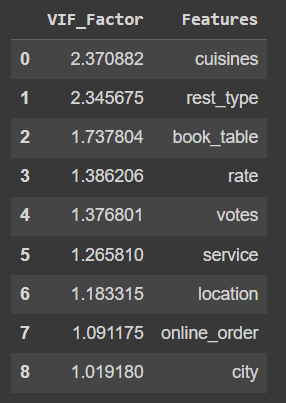 VIF_Factor Features
0 2.370882 cuisines
1 2.345675 rest_type
2 1.737804 book_table
3 1.386206 rate
4 1.376801 votes
5 1.265810 service
6 1.183315 location
7 1.091175 online_order
8 1.019180 city